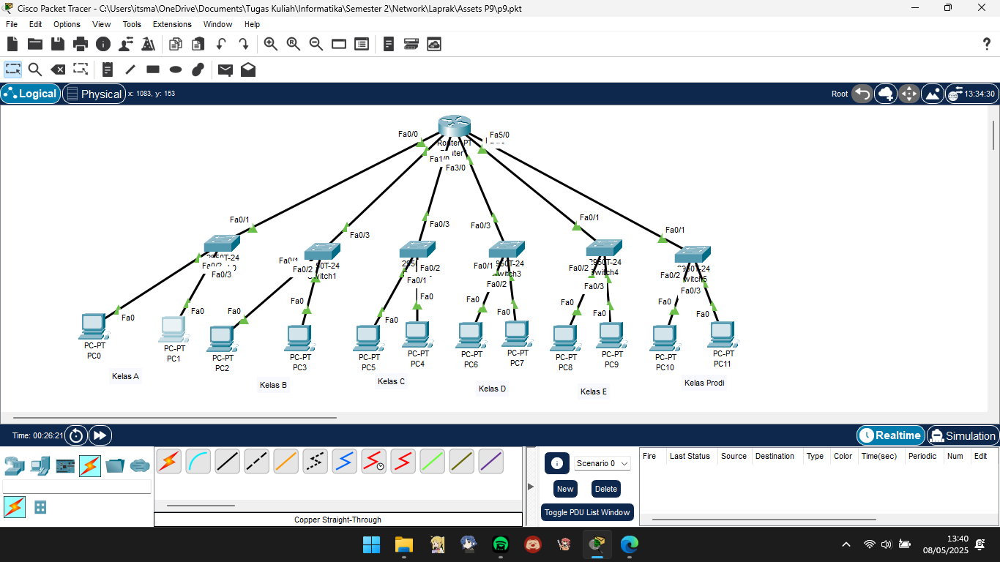 Cisco Packet Tracer - C:\Users\itsma\OneDrive\Documents\Tugas Kuliah\Informatika\Semester 2\Network\Laprak\Assets P9\p9.pkt
File Edit Options View Tools Extensions Window Help
Logical Physical x: 1083, y: 153 Root 13:34:30
Fa0/0 Fa5/0
Router-PT
Fa1/0
Fa3/0
Fa0/1 Fa0/1
Fa0/3 Fa0/3 Fa0/3 Fa0/1
Fa0/3 Fa0/1 Fa0/2 Fa0/1 Fa0/2
Fa0/2 Fa0/1 Fa0/2 Fa0/3 Fa0/2
Fa0/3
Fa0 Fa0 Fa0 Fa0 Fa0 Fa0 Fa0 Fa0 Fa0 Fa0 Fa0 Fa0
PC-PT
PC0
PC-PT
PC1
PC-PT
PC2
PC-PT
PC3
PC-PT
PC5
PC-PT
PC4
PC-PT
PC6
PC-PT
PC7
PC-PT
PC8
PC-PT
PC9
PC-PT
PC10
PC-PT
PC11
Kelas A
Kelas B
Kelas C
Kelas D
Kelas E
Kelas Prodi
Time: 00:26:21 Realtime Simulation
Scenario 0
New Delete
Toggle PDU List Window
Fire Last Status Source Destination Type Color Time(sec) Periodic Num Edit
Copper Straight-Through
13:40
08/05/2025